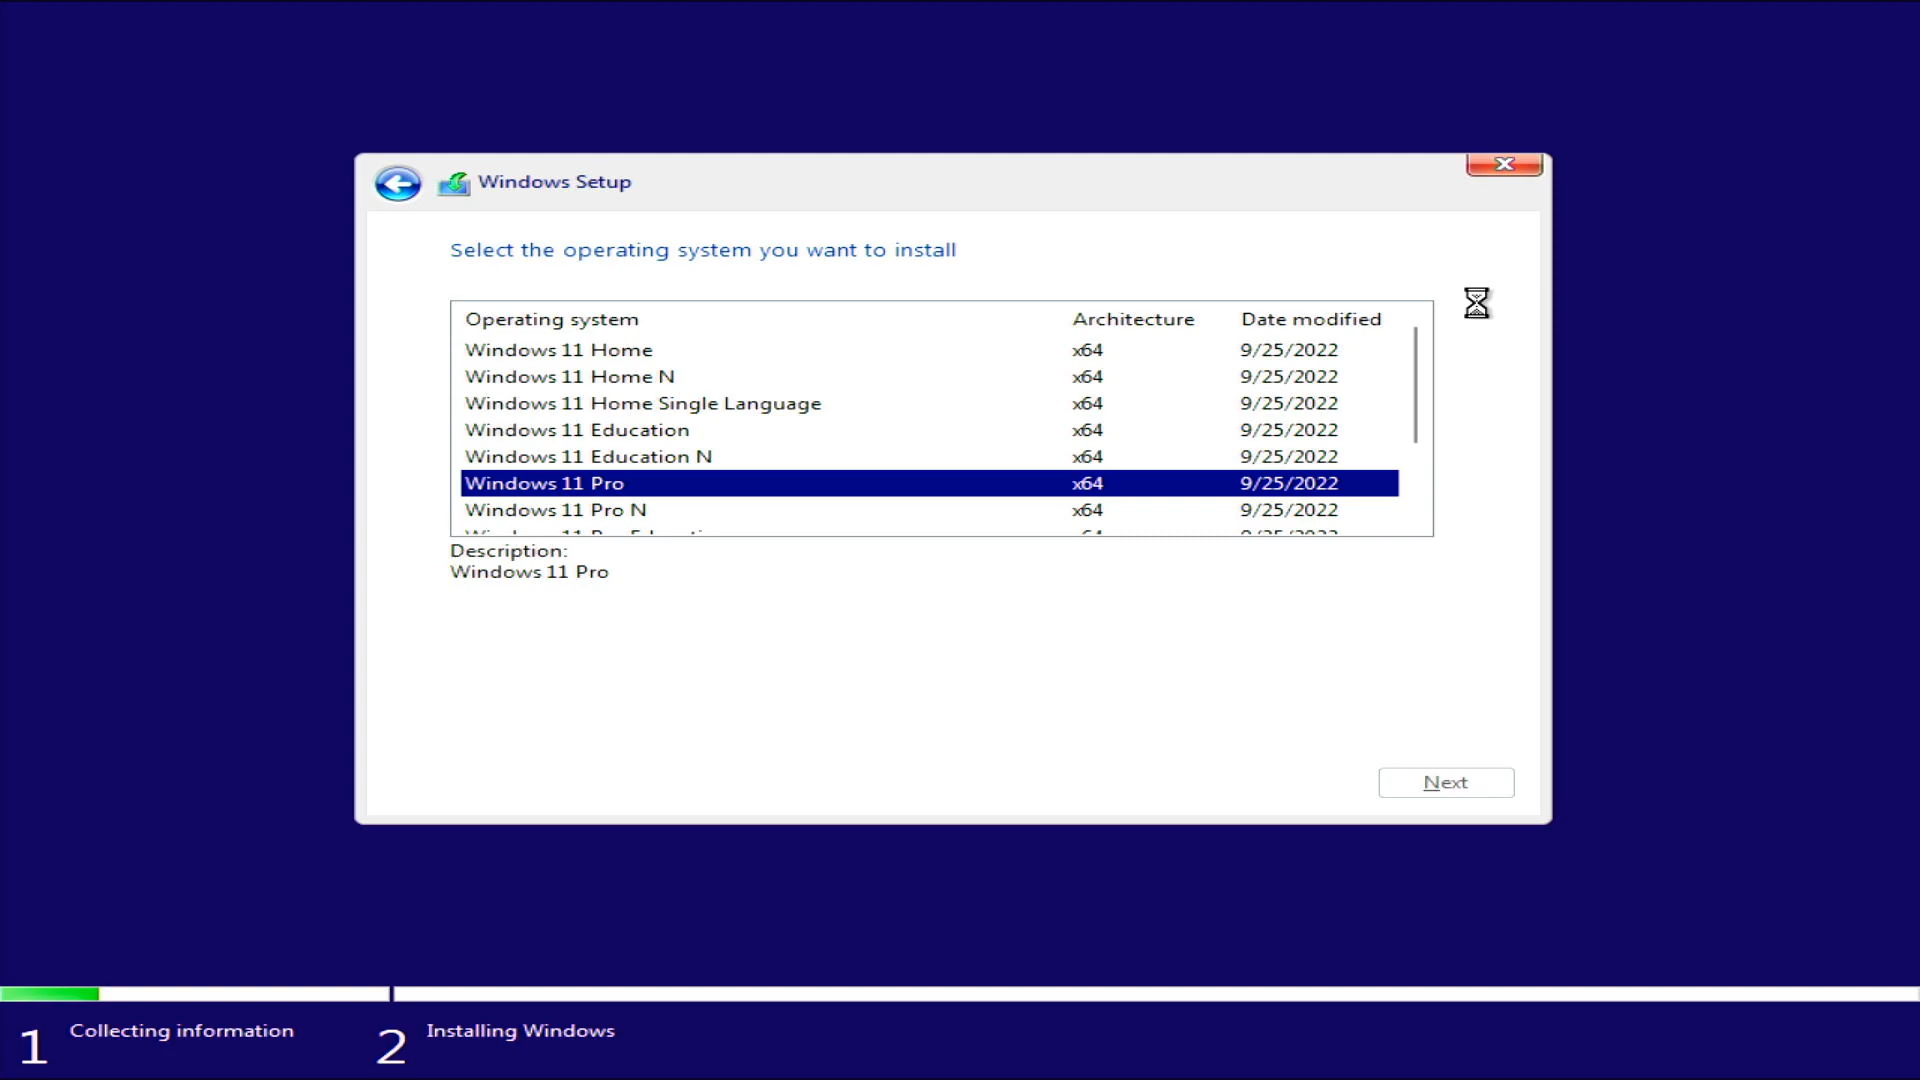 Windows Setup
Select the operating system you want to install
Operating system Architecture Date modified
Windows 11 Home x64 9/25/2022
Windows 11 Home N x64 9/25/2022
Windows 11 Home Single Language x64 9/25/2022
Windows 11 Education x64 9/25/2022
Windows 11 Education N x64 9/25/2022
Windows 11 Pro x64 9/25/2022
Windows 11 Pro N x64 9/25/2022
Description:
Windows 11 Pro
Next
1 Collecting information 2 Installing Windows